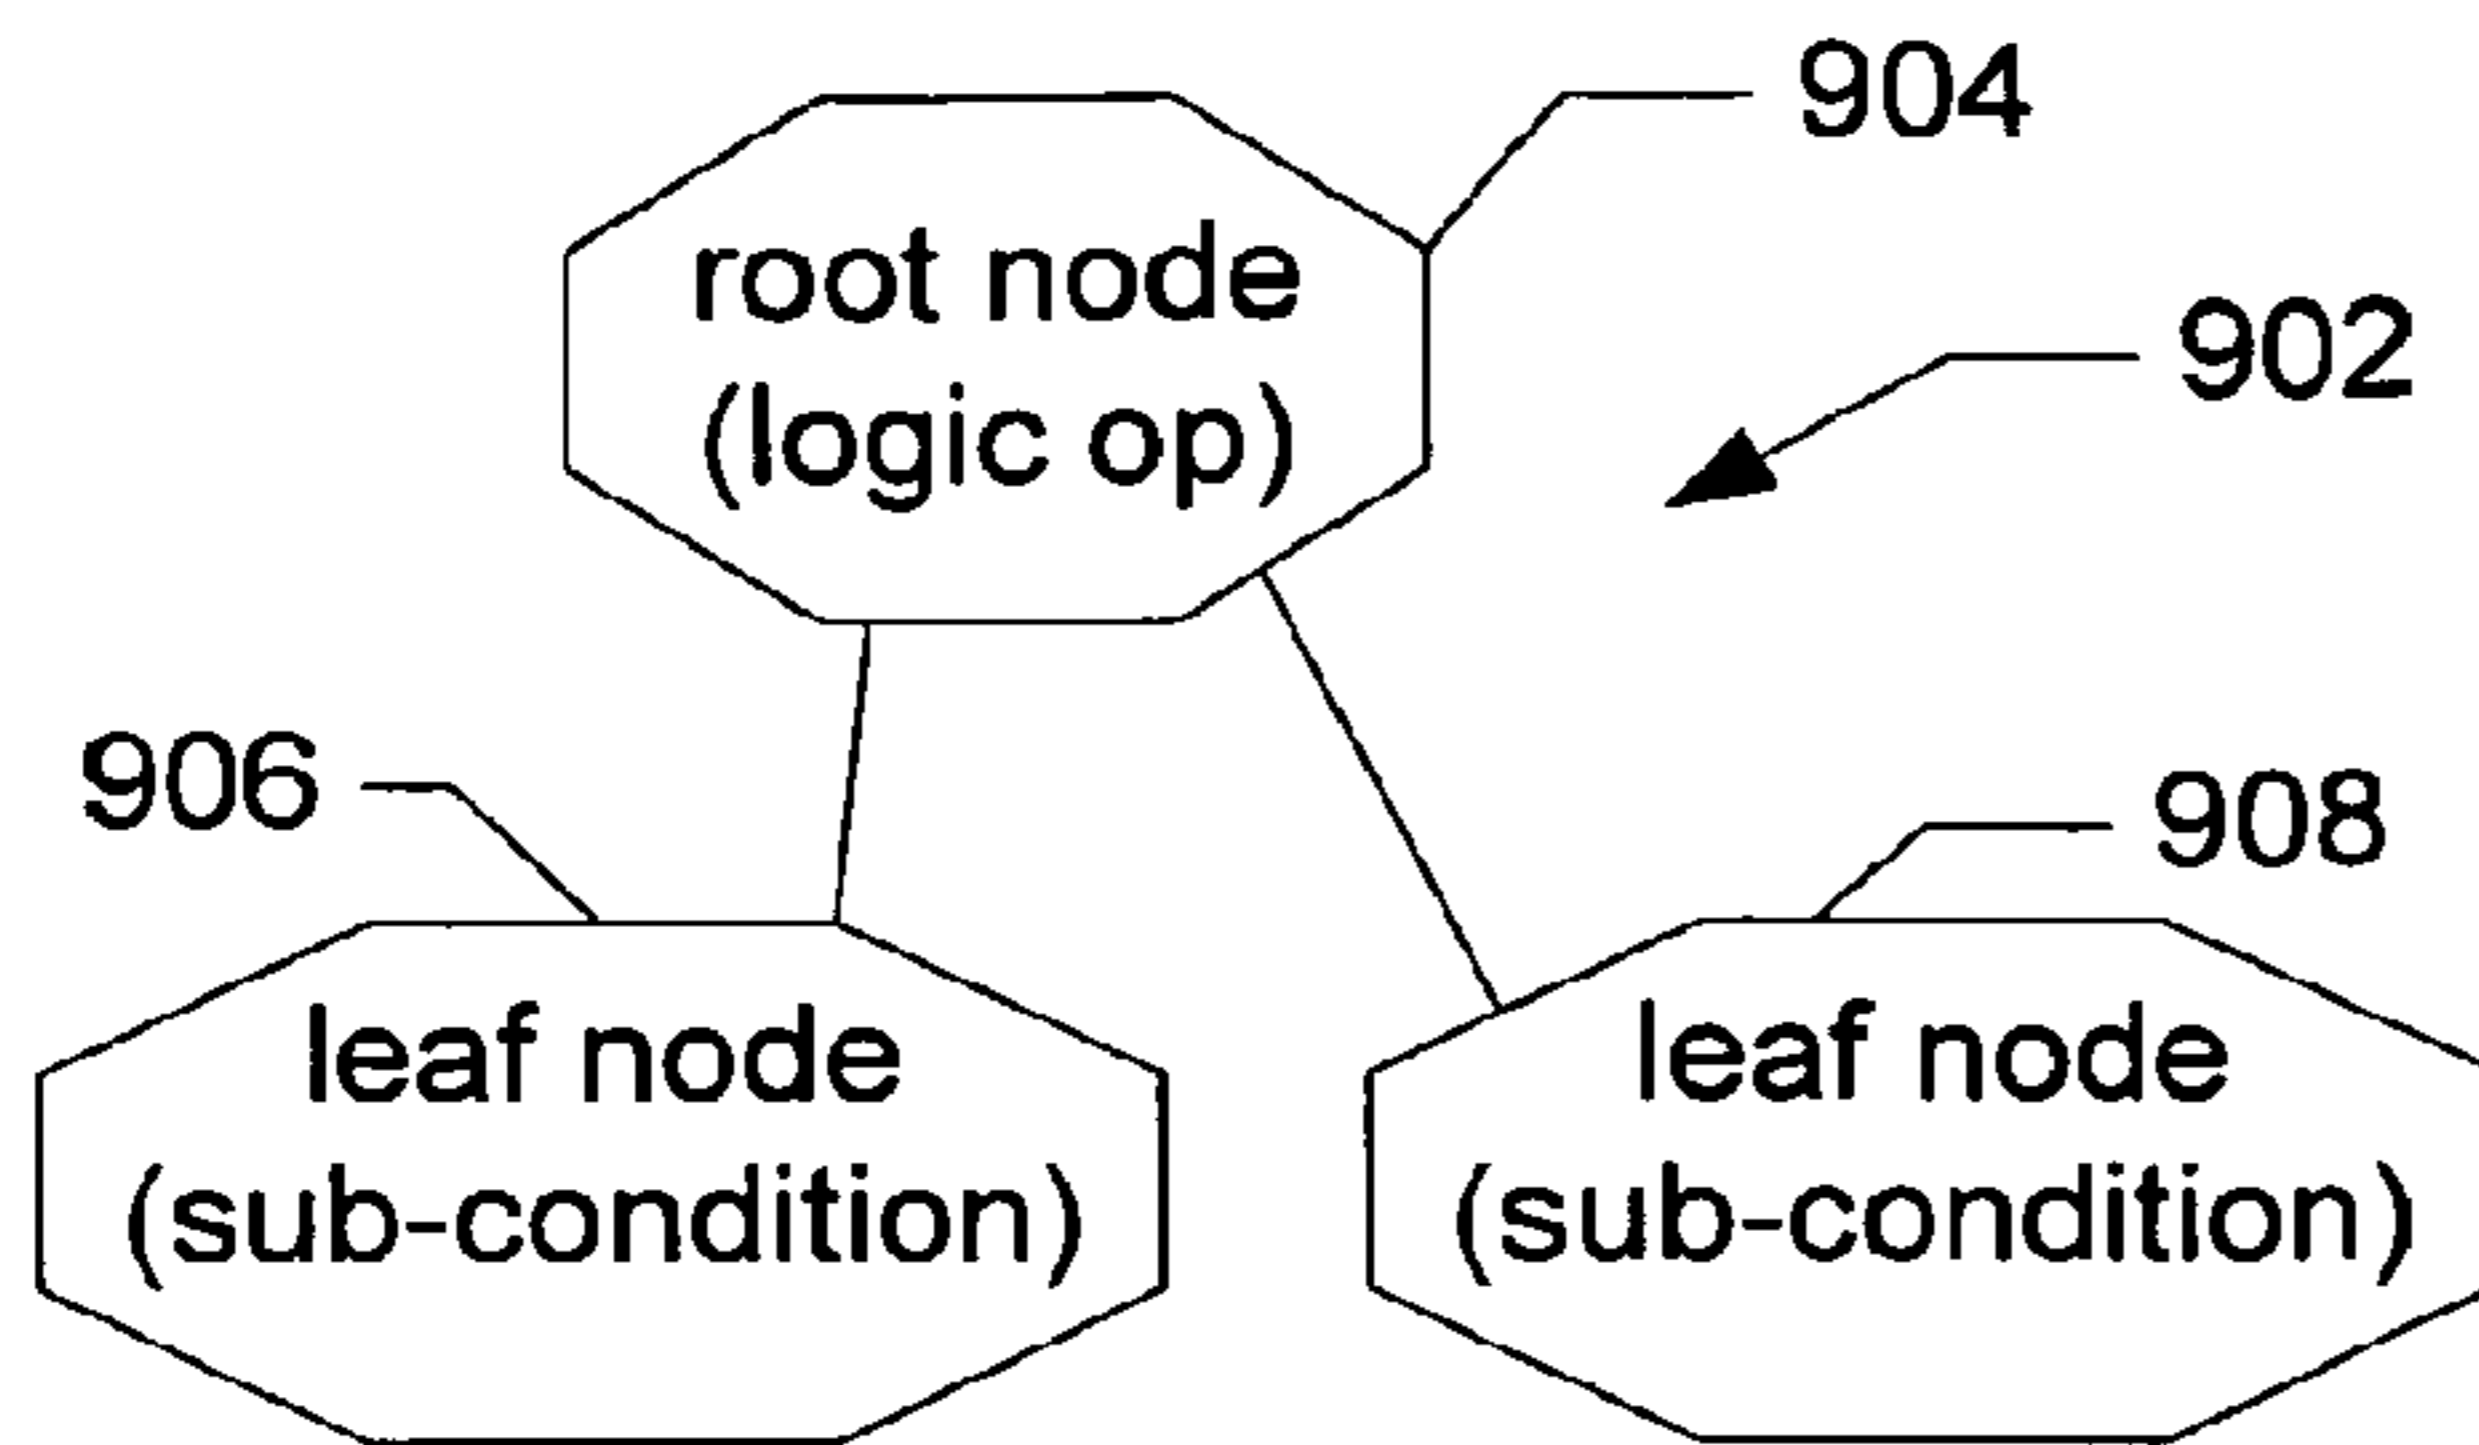 904
root node
(logic op)
902
906
908
leaf node
(sub-condition)
leaf node
(sub-condition)